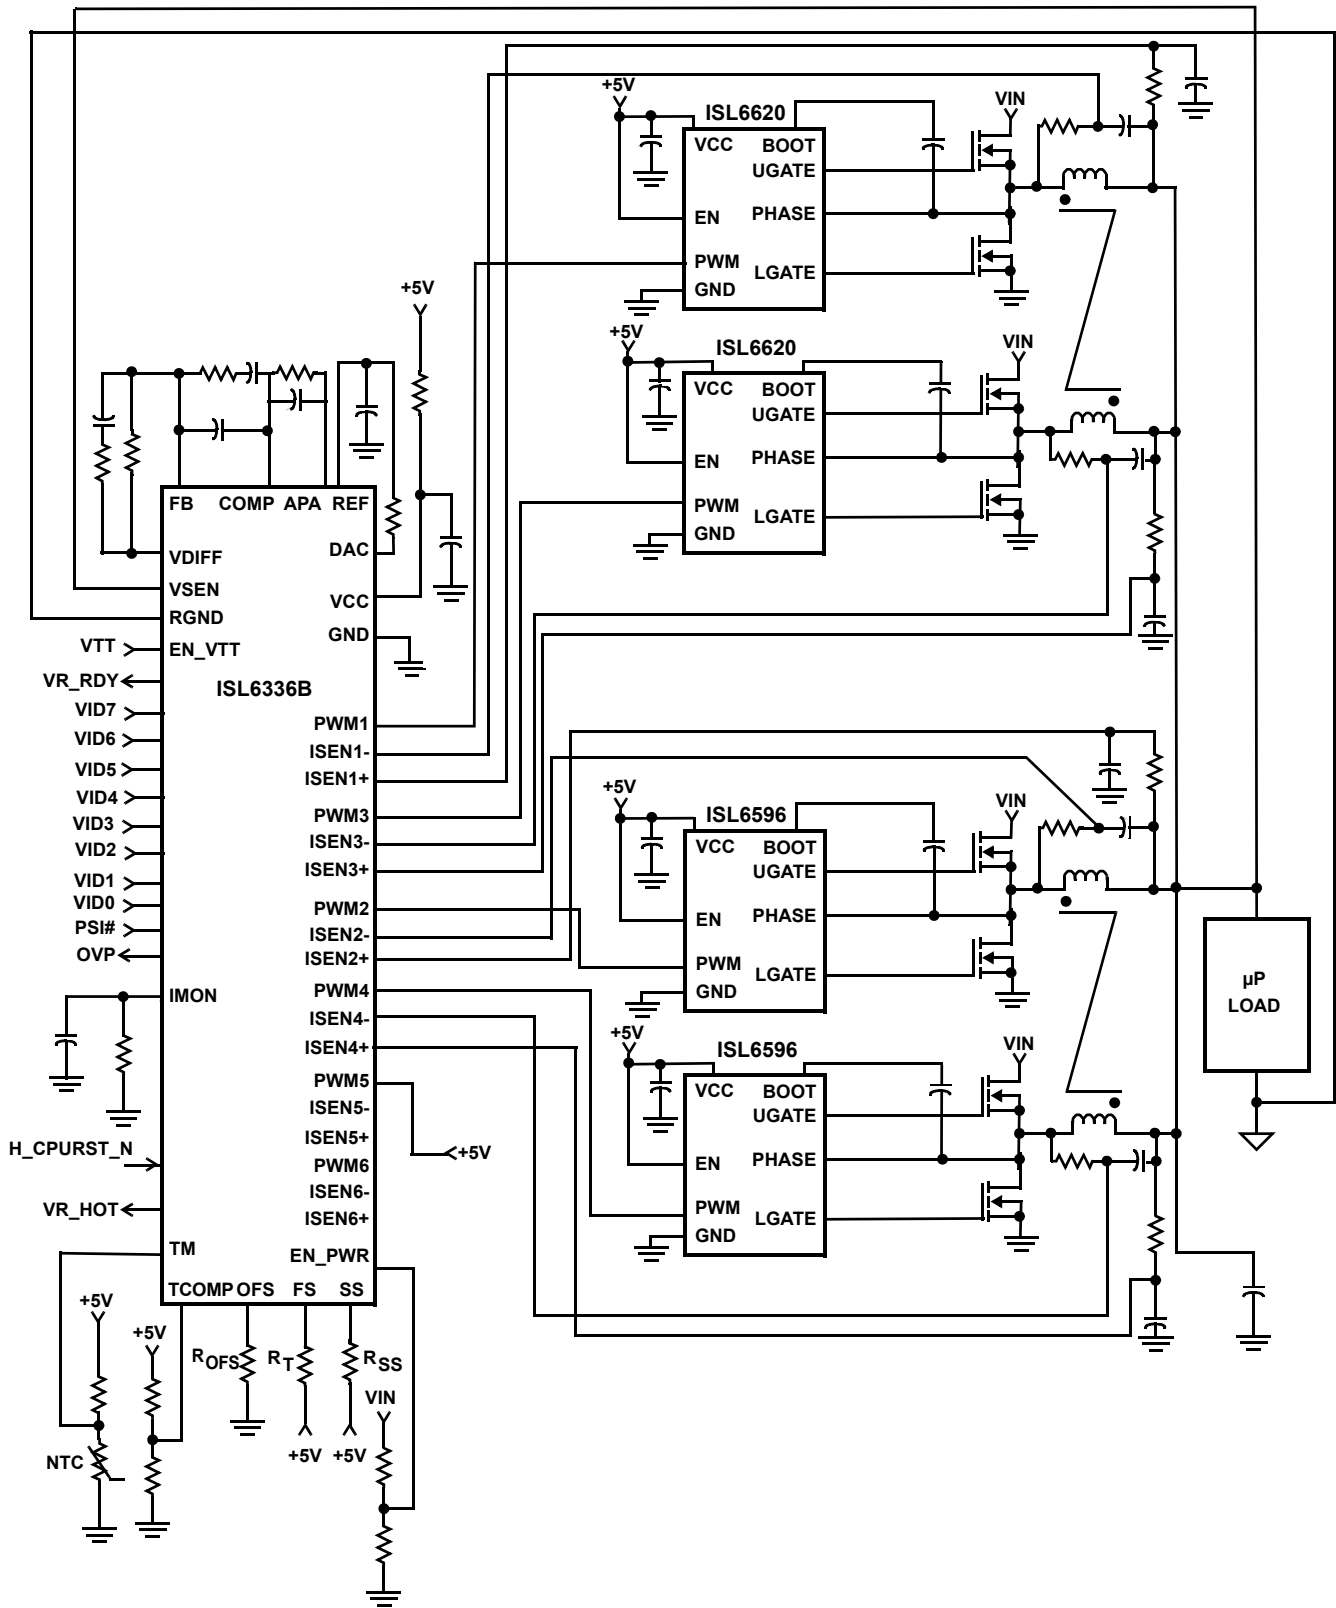 +5V
ISL6620
VIN
VCC
BOOT
UGATE
EN
PHASE
PWM
LGATE
GND
+5V
+5V
ISL6620
VIN
VCC
BOOT
UGATE
EN
PHASE
PWM
LGATE
GND
FB
COMP
APA
REF
DAC
VDIFF
VSEN
VCC
RGND
GND
VTT
EN_VTT
VR_RDY
ISL6336B
VID7
PWM1
VID6
ISEN1-
VID5
ISEN1+
VID4
VID3
PWM3
VID2
ISEN3-
VID1
ISEN3+
VID0
PWM2
PSI#
ISEN2-
OVP
ISEN2+
IMON
PWM4
ISEN4-
ISEN4+
PWM5
ISEN5-
H_CPURST_N
ISEN5+
+5V
PWM6
ISEN6-
VR_HOT
ISEN6+
TM
EN_PWR
TCOMP
OFS
FS
SS
+5V
ISL6596
VIN
VCC
BOOT
UGATE
EN
PHASE
PWM
LGATE
GND
µP
LOAD
+5V
ISL6596
VIN
VCC
BOOT
UGATE
EN
PHASE
PWM
LGATE
GND
+5V
+5V
ROFS
RT
RSS
VIN
NTC
+5V
+5V